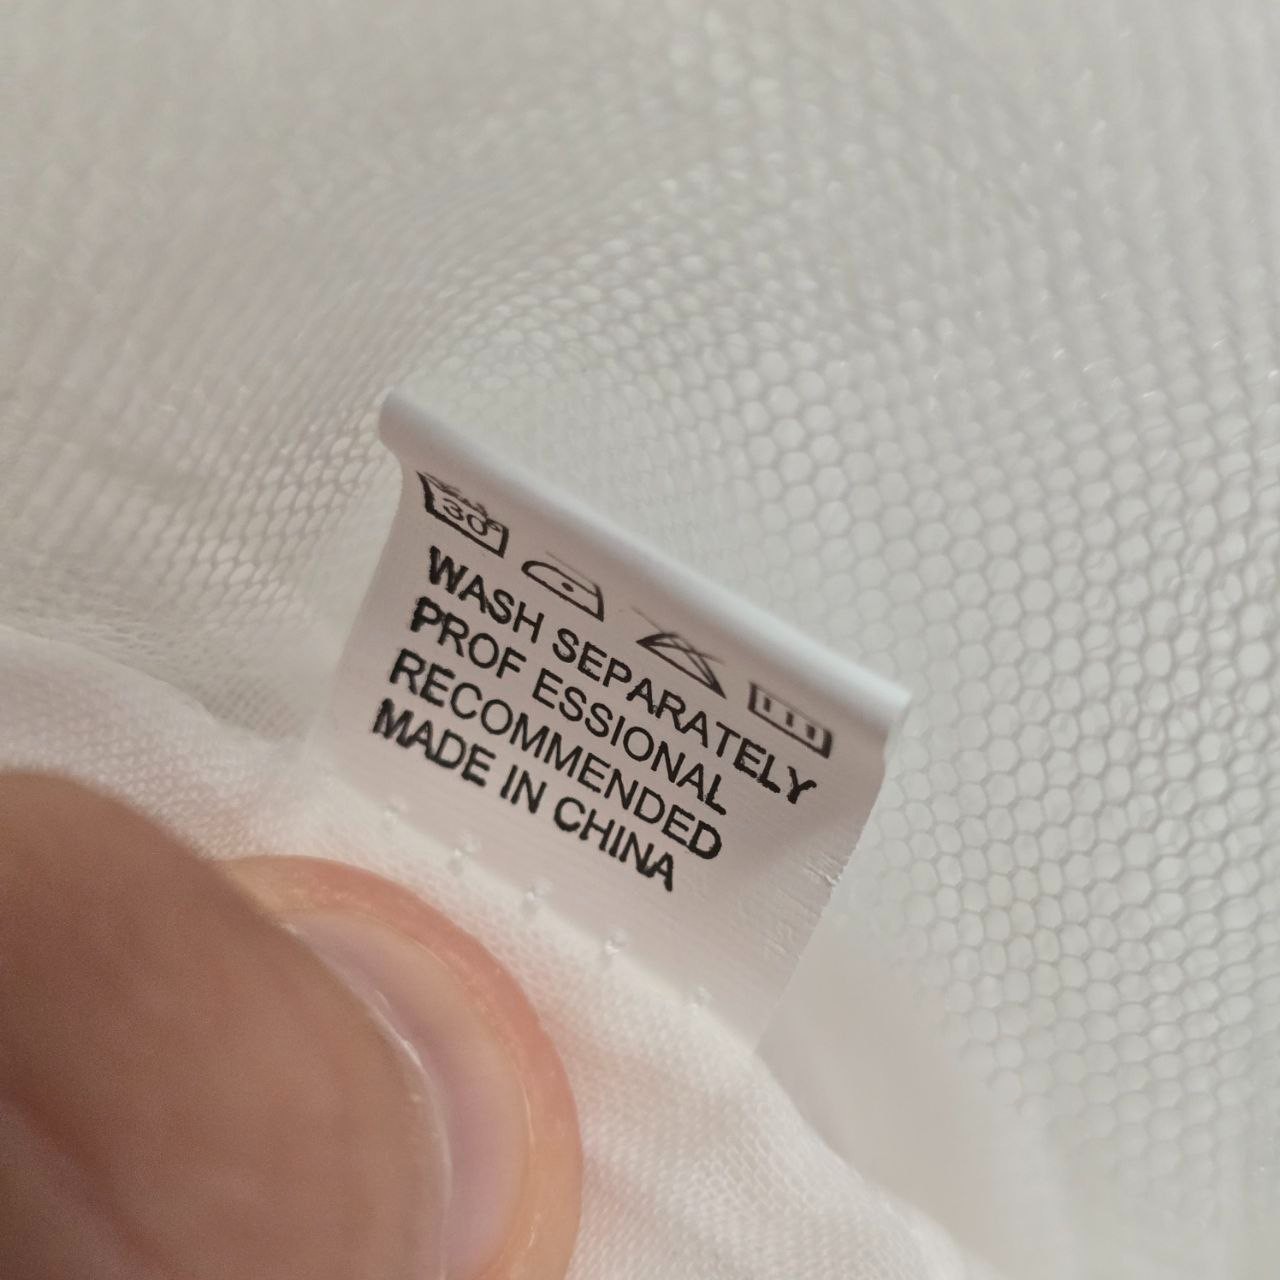 30°
WASH SEPARATELY
PROF ESSIONAL
RECOMMENDED
MADE IN CHINA